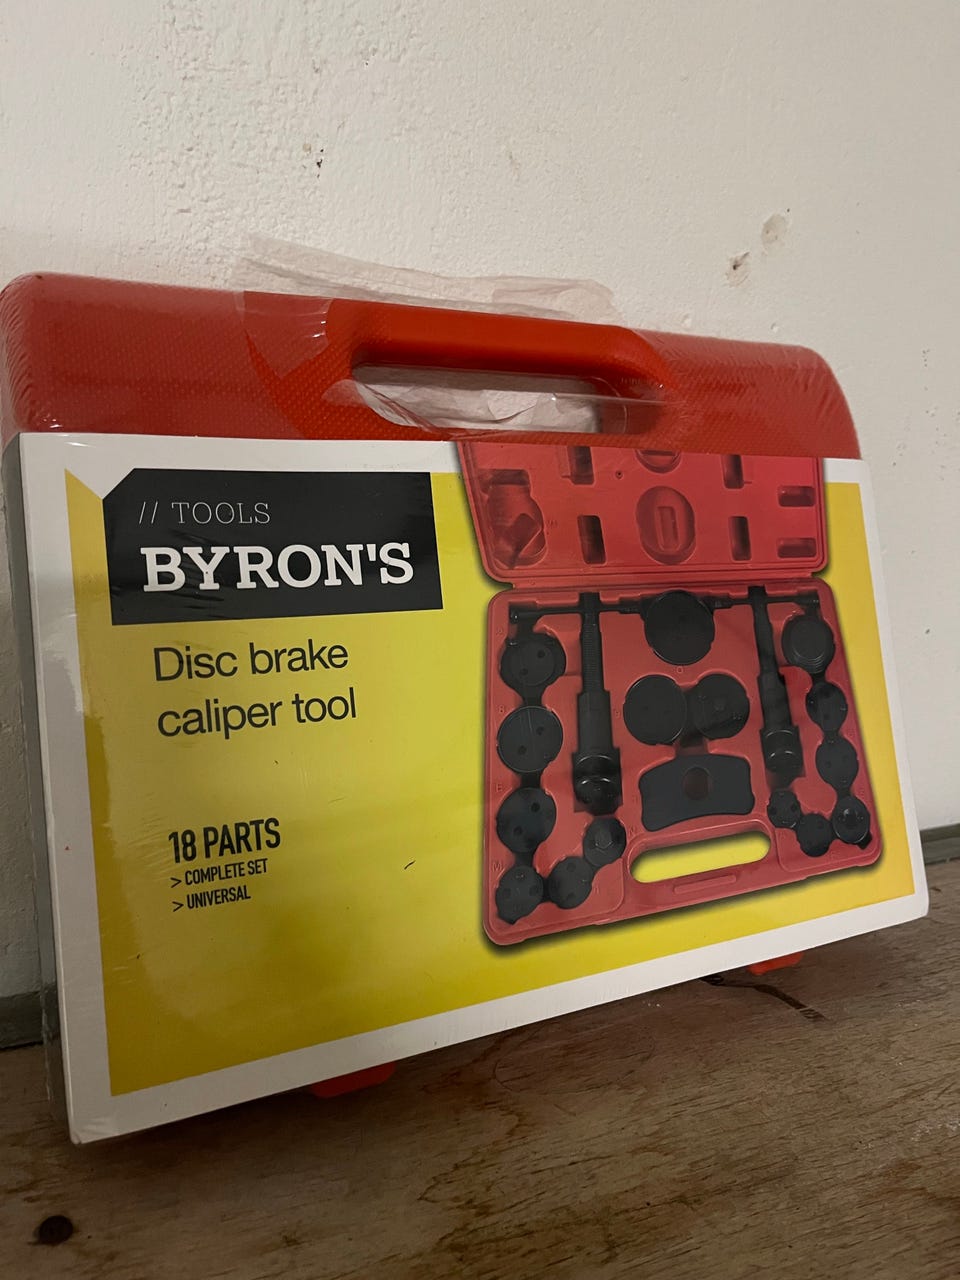 // TOOLS
BYRON'S
Disc brake
caliper tool
18 PARTS
> COMPLETE SET
> UNIVERSAL